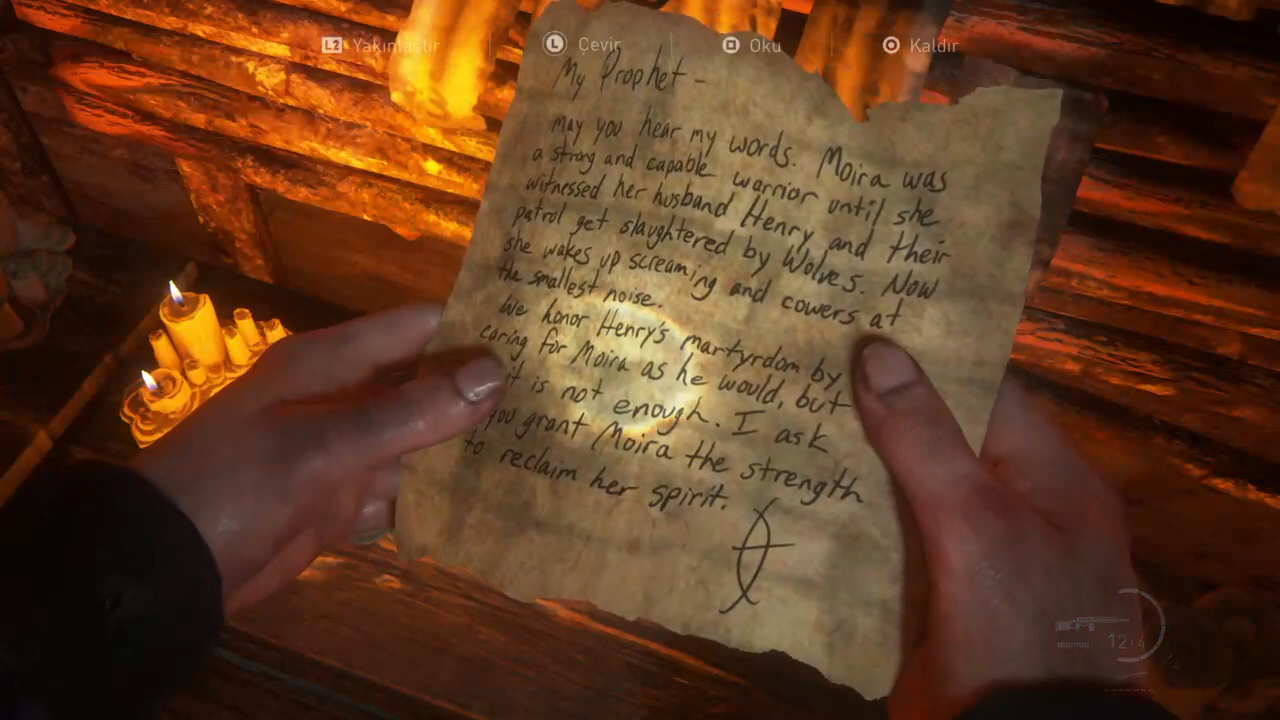 L2 Yakınlaştır
L Çevir
Oku
Kaldır
My Prophet -
may you hear my words. Moira was
a strong and capable warrior until she
witnessed her husband Henry and their
patrol get slaughtered by Wolves. Now
she wakes up screaming and cowers at
the smallest noise.
We honor Henry's martyrdom by
caring for Moira as he would, but
it is not enough. I ask
you grant Moira the strength
to reclaim her spirit.
12·4